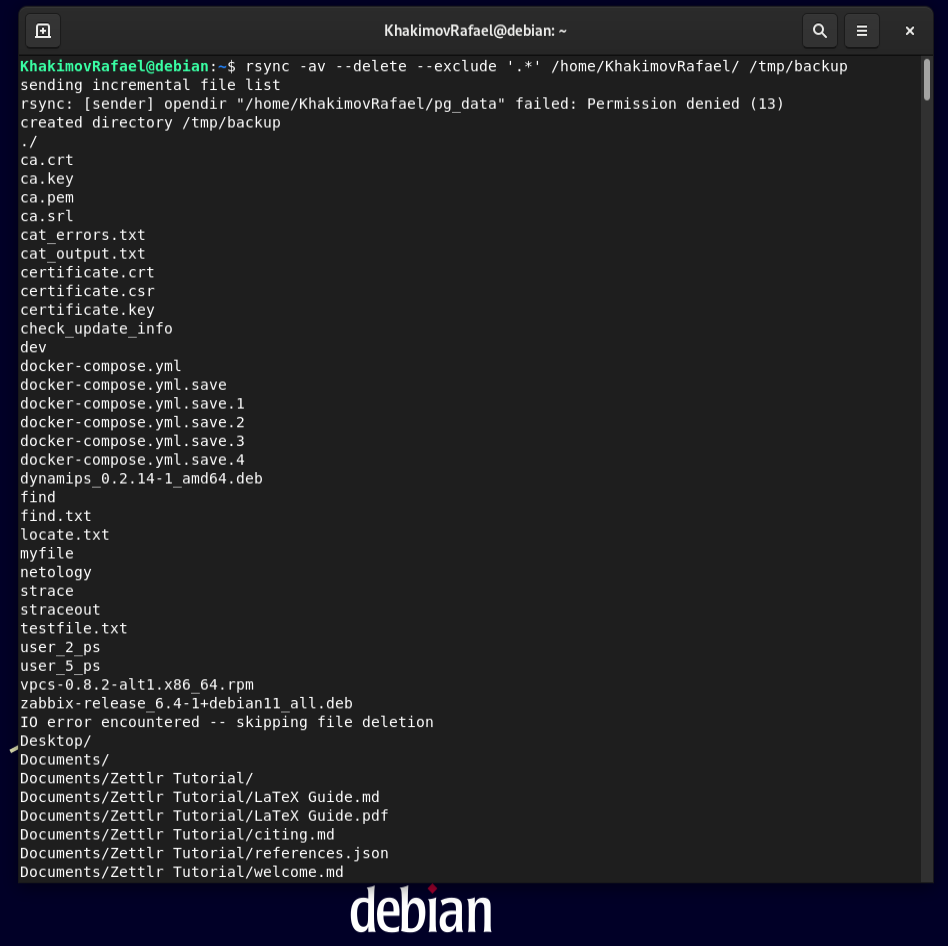 KhakimovRafael@debian: ~
KhakimovRafael@debian:~$ rsync -av --delete --exclude '.*' /home/KhakimovRafael/ /tmp/backup
sending incremental file list
rsync: [sender] opendir "/home/KhakimovRafael/pg_data" failed: Permission denied (13)
created directory /tmp/backup
./
ca.crt
ca.key
ca.pem
ca.srl
cat_errors.txt
cat_output.txt
certificate.crt
certificate.csr
certificate.key
check_update_info
dev
docker-compose.yml
docker-compose.yml.save
docker-compose.yml.save.1
docker-compose.yml.save.2
docker-compose.yml.save.3
docker-compose.yml.save.4
dynamips_0.2.14-1_amd64.deb
find
find.txt
locate.txt
myfile
netology
strace
straceout
testfile.txt
user_2_ps
user_5_ps
vpcs-0.8.2-alt1.x86_64.rpm
zabbix-release_6.4-1+debian11_all.deb
IO error encountered -- skipping file deletion
Desktop/
Documents/
Documents/Zettlr Tutorial/
Documents/Zettlr Tutorial/LaTeX Guide.md
Documents/Zettlr Tutorial/LaTeX Guide.pdf
Documents/Zettlr Tutorial/citing.md
Documents/Zettlr Tutorial/references.json
Documents/Zettlr Tutorial/welcome.md
debian